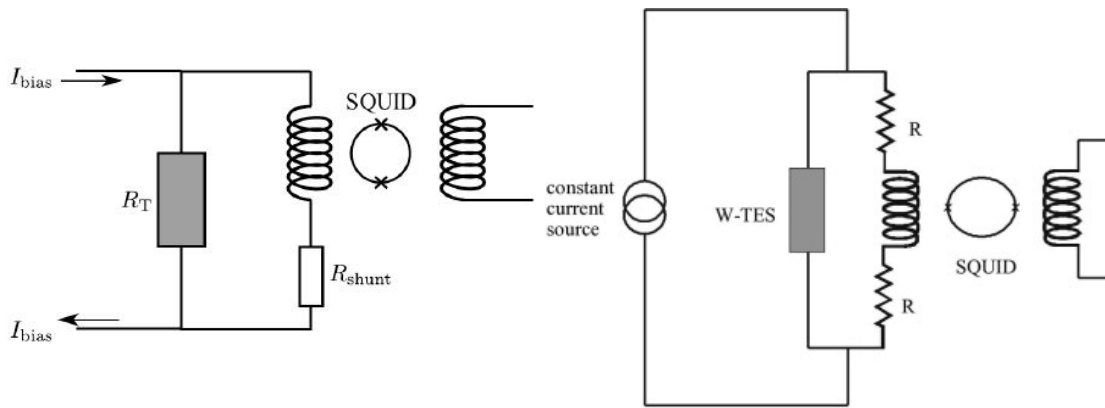 I_bias
SQUID
R_T
R_shunt
I_bias
constant
current
source
W-TES
R
SQUID
R